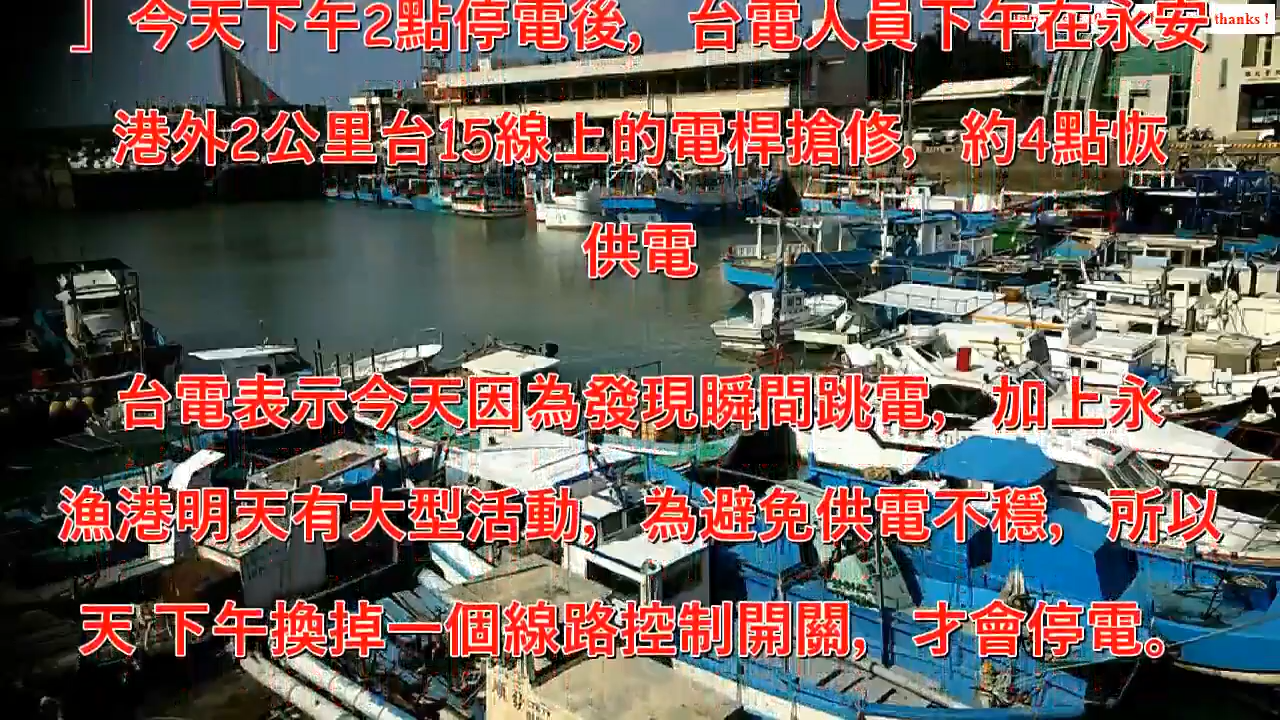 」今天下午2點停電後，台電人員下午在永安
thanks !
港外2公里台15線上的電桿搶修，約4點恢
供電
台電表示今天因為發現瞬間跳電，加上永
漁港明天有大型活動，為避免供電不穩，所以
天 下午換掉一個線路控制開關，才會停電。